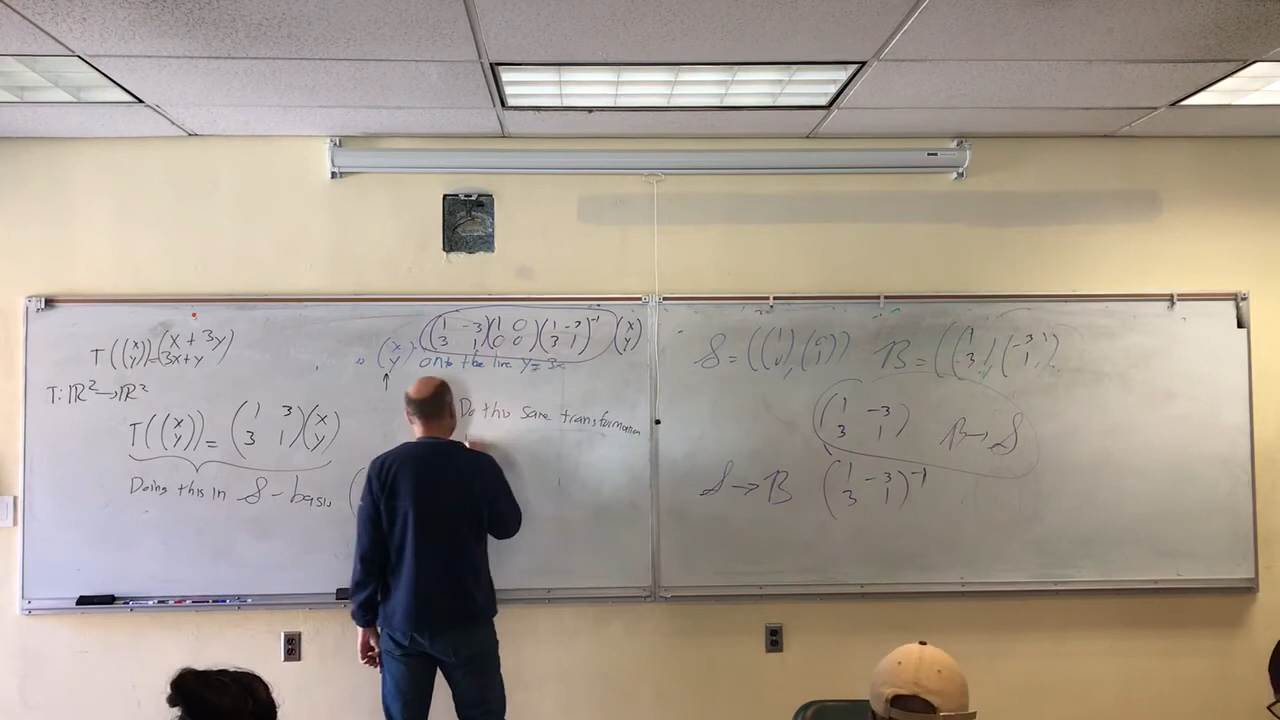 T((x y)) = (x + 3y 3x + y)
T: ℝ² → ℝ²
T((x y)) = (1 3 3 1)(x y)
Doing this in S - basis
(x y) (1 -3 3 1)(1 0 0 0)(1 -3 3 1)⁻¹ (x y)
onto the line y = 3x
↑
Do this same transformation
S = ((1 0), (0 1)) B = ((1 3), (-3 1))
(1 -3 3 1) B → S
S → B (1 -3 3 1)⁻¹